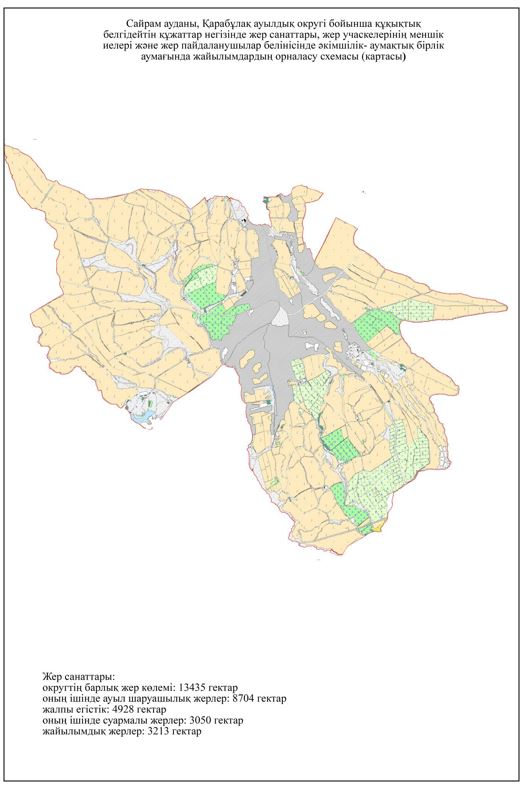 Сайрам ауданы, Қарабұлақ ауылдық округі бойынша құқықтық
белгідейтін құжаттар негізінде жер санаттары, жер учаскелерінің меншік
иелері және жер пайдаланушылар белінісінде әкімшілік- аумақтық бірлік
аумағында жайылымдардың орналасу схемасы (картасы)
Жер санаттары:
округтің барлық жер көлемі: 13435 гектар
оның ішінде ауыл шаруашылық жерлер: 8704 гектар
жалпы егістік: 4928 гектар
оның ішінде суармалы жерлер: 3050 гектар
жайылымдық жерлер: 3213 гектар